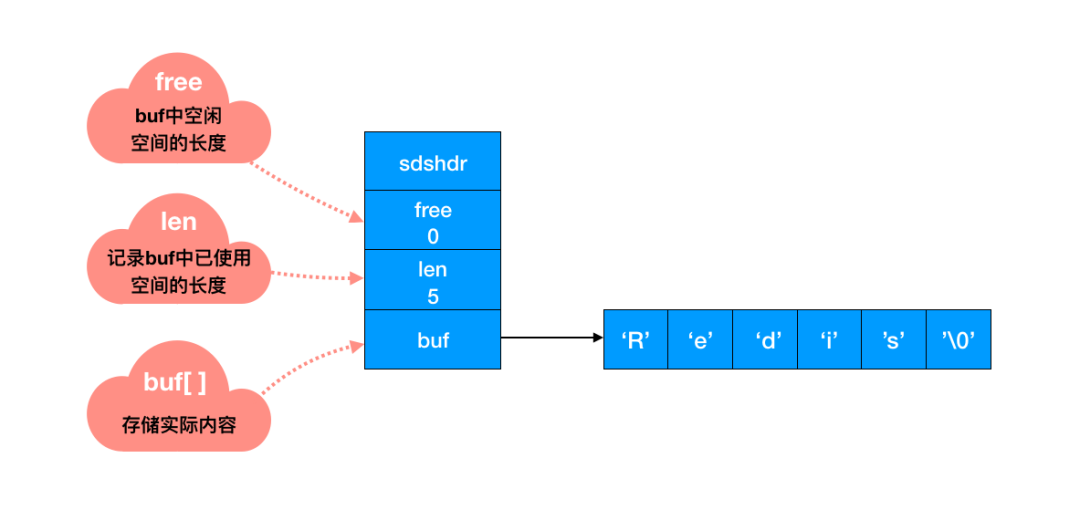 free
buf中空闲
空间的长度
len
记录buf中已使用
空间的长度
buf[ ]
存储实际内容
sdshdr
free
0
len
5
buf
‘R’ ‘e’ ‘d’ ‘i’ ’s’ ’\0’